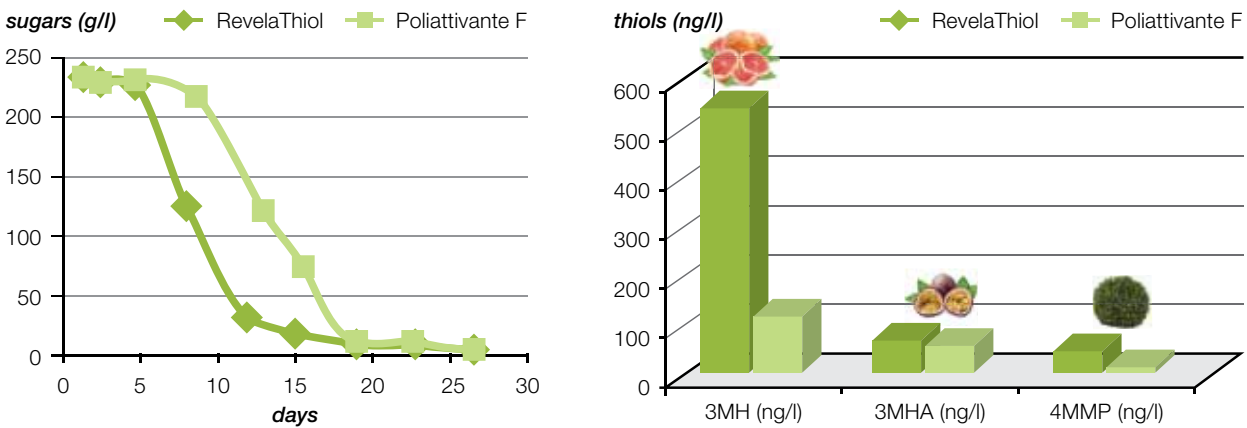 sugars (g/l)
RevelaThiol
Poliattivante F
250
200
150
100
50
0
0 5 10 15 20 25 30
days
thiols (ng/l)
RevelaThiol
Poliattivante F
600
500
400
300
200
100
0
3MH (ng/l) 3MHA (ng/l) 4MMP (ng/l)